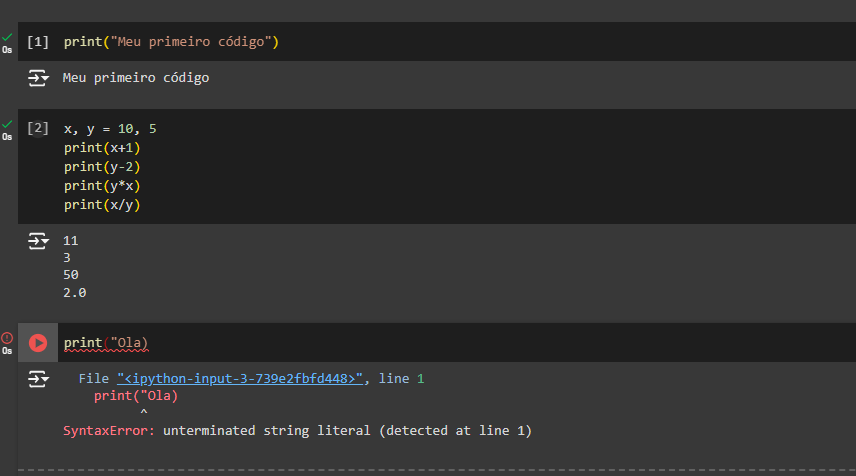 [1] print("Meu primeiro código")
0s
Meu primeiro código
[2] x, y = 10, 5
0s
print(x+1)
print(y-2)
print(y*x)
print(x/y)
11
3
50
2.0
print("Ola)
0s
File "<ipython-input-3-739e2fbfd448>", line 1
print("Ola)
^
SyntaxError: unterminated string literal (detected at line 1)